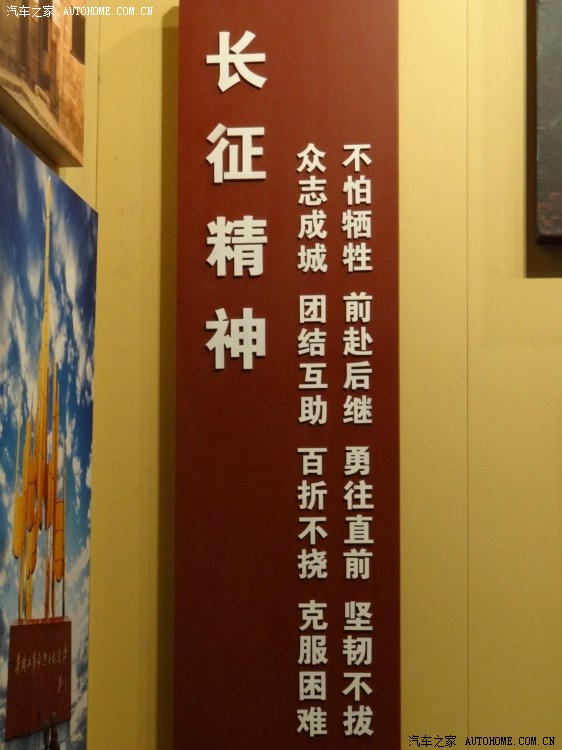 汽车之家 AUTOHOME.COM.CN
长征精神
不怕牺牲 前赴后继 勇往直前 坚韧不拔
众志成城 团结互助 百折不挠 克服困难
汽车之家 AUTOHOME.COM.CN